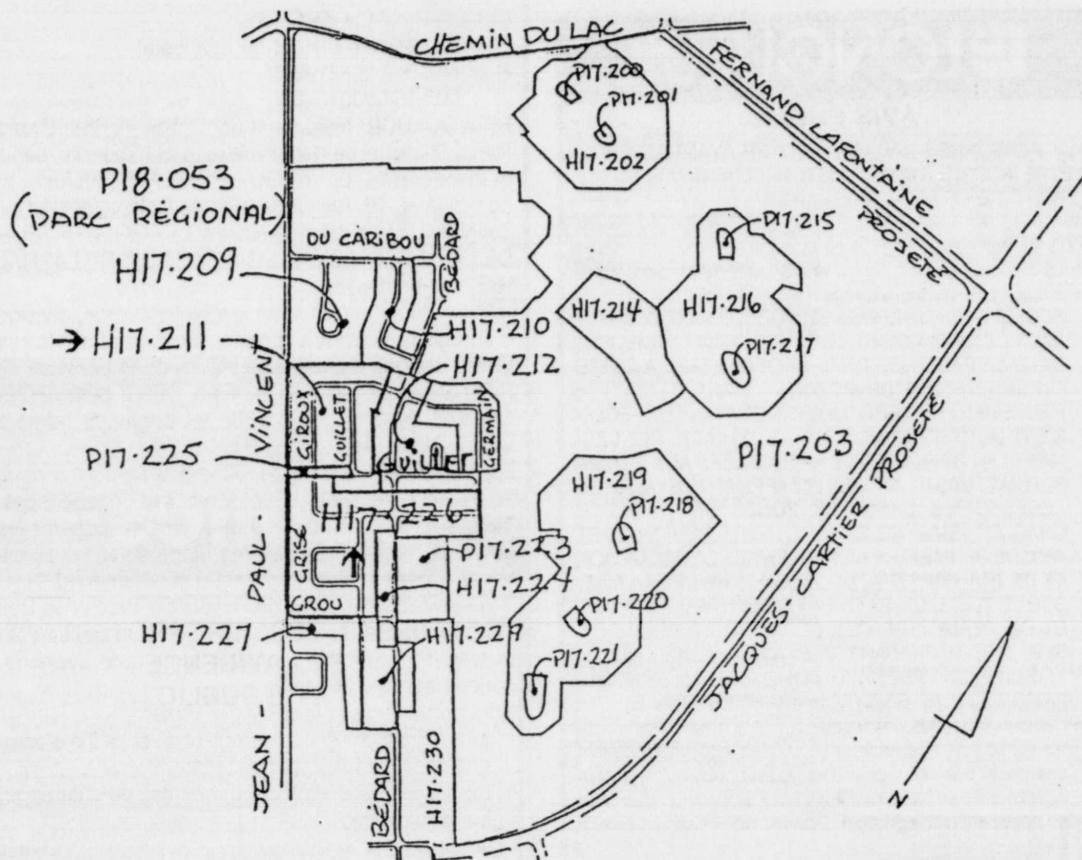 CHEMIN DU LAC
FERNAND LAFONTAINE
PROJETÉ
P17.200
P17.201
H17.202
P18.053
(PARC RÉGIONAL)
H17.209
DU CARIBOU
BÉDARD
P17.215
H17.214
H17.216
P17.217
H17.210
→ H17.211
H17.212
VINCENT
GIROUX
OUILLET
GERMAIN
P17.225
P17.203
H17.226
H17.219
P17.218
P17.223
H17.224
GRISÉ
PAUL
GROU
P17.220
H17.227
H17.229
P17.221
JACQUES CARTIER PROJETÉ
JEAN-
BÉDARD
H17.230
N